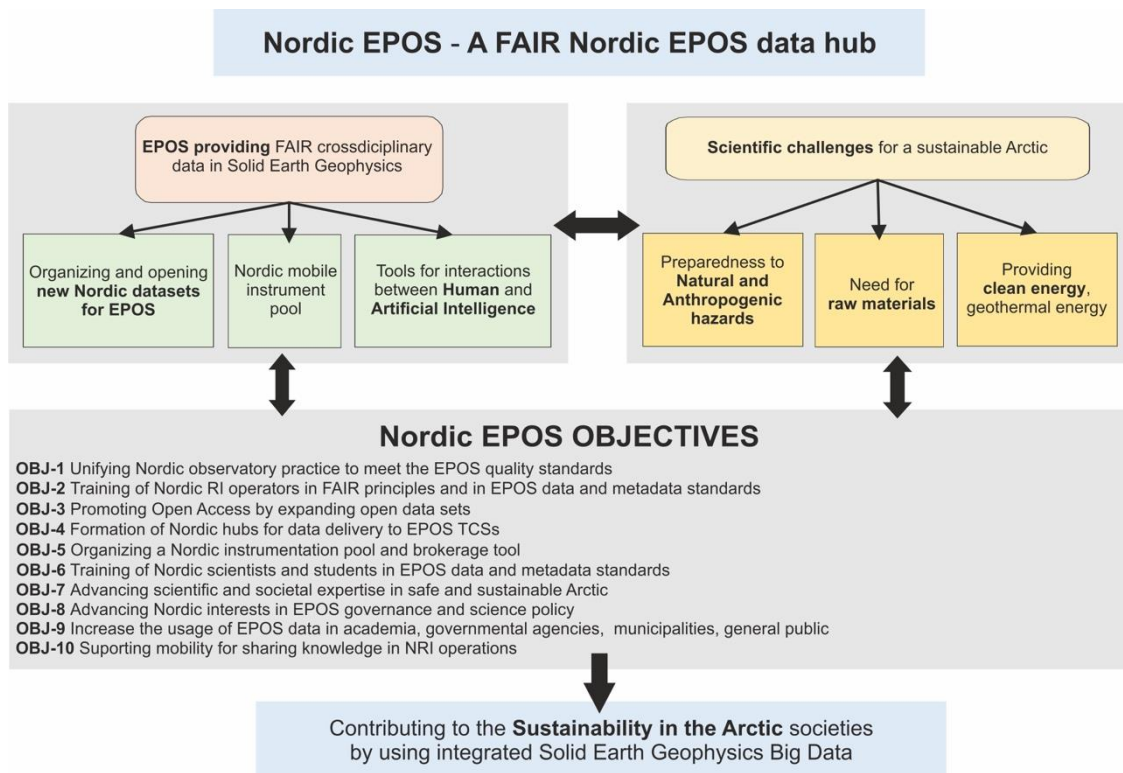 Nordic EPOS - A FAIR Nordic EPOS data hub
EPOS providing FAIR crossdiciplinary
data in Solid Earth Geophysics
Organizing and opening
new Nordic datasets
for EPOS
Nordic mobile
instrument
pool
Tools for interactions
between Human and
Artificial Intelligence
Scientific challenges for a sustainable Arctic
Preparedness to
Natural and
Anthropogenic
hazards
Need for
raw materials
Providing
clean energy,
geothermal energy
Nordic EPOS OBJECTIVES
OBJ-1 Unifying Nordic observatory practice to meet the EPOS quality standards
OBJ-2 Training of Nordic RI operators in FAIR principles and in EPOS data and metadata standards
OBJ-3 Promoting Open Access by expanding open data sets
OBJ-4 Formation of Nordic hubs for data delivery to EPOS TCSs
OBJ-5 Organizing a Nordic instrumentation pool and brokerage tool
OBJ-6 Training of Nordic scientists and students in EPOS data and metadata standards
OBJ-7 Advancing scientific and societal expertise in safe and sustainable Arctic
OBJ-8 Advancing Nordic interests in EPOS governance and science policy
OBJ-9 Increase the usage of EPOS data in academia, governmental agencies, municipalities, general public
OBJ-10 Suporting mobility for sharing knowledge in NRI operations
Contributing to the Sustainability in the Arctic societies
by using integrated Solid Earth Geophysics Big Data